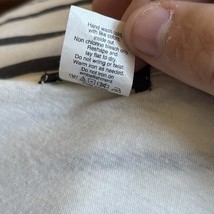 Hand wash cold
with like colors,
inside out.
Non chlorine bleach only
Reshape and
lay flat to dry.
Do not wring or twist.
Warm iron as needed.
Do not iron on
embellishment